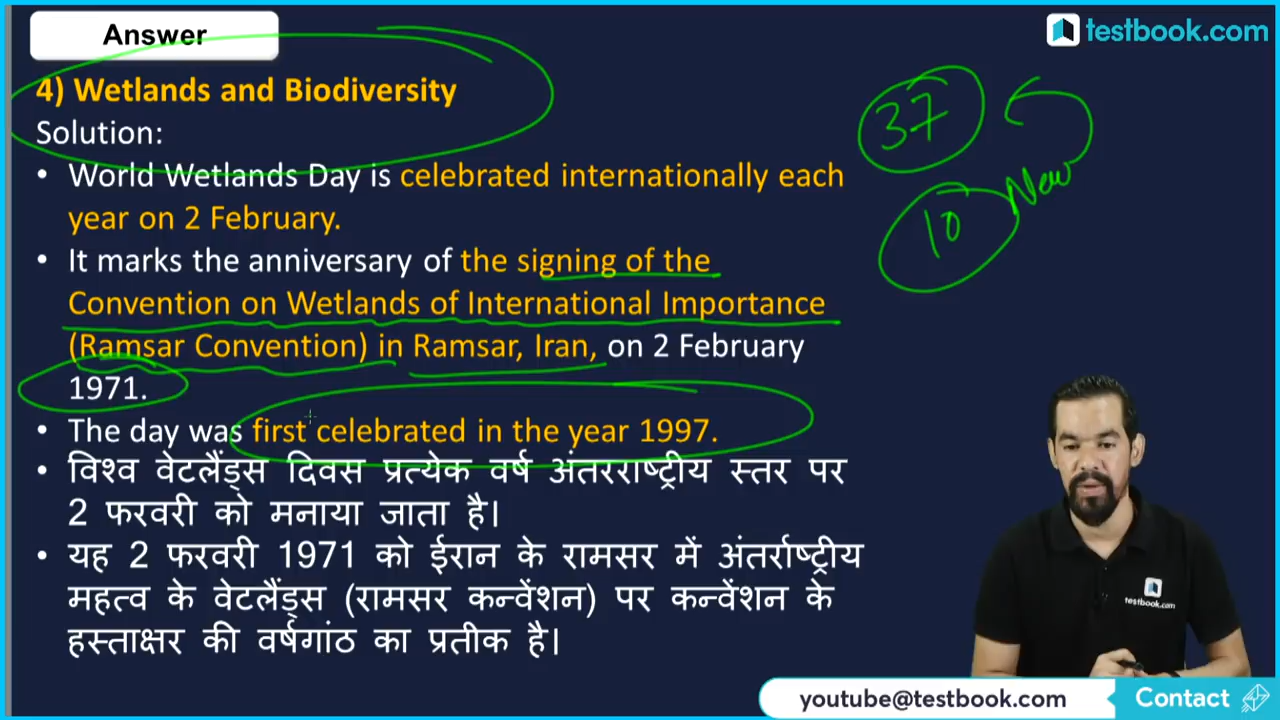 Answer
testbook.com
4) Wetlands and Biodiversity
Solution:
• World Wetlands Day is celebrated internationally each
year on 2 February.
• It marks the anniversary of the signing of the
Convention on Wetlands of International Importance
(Ramsar Convention) in Ramsar, Iran, on 2 February
1971.
• The day was first celebrated in the year 1997.
• विश्व वेटलैंड्स दिवस प्रत्येक वर्ष अंतरराष्ट्रीय स्तर पर
2 फरवरी को मनाया जाता है।
• यह 2 फरवरी 1971 को ईरान के रामसर में अंतर्राष्ट्रीय
महत्व के वेटलैंड्स (रामसर कन्वेंशन) पर कन्वेंशन के
हस्ताक्षर की वर्षगांठ का प्रतीक है।
37
10 New
testbook.com
youtube@testbook.com Contact